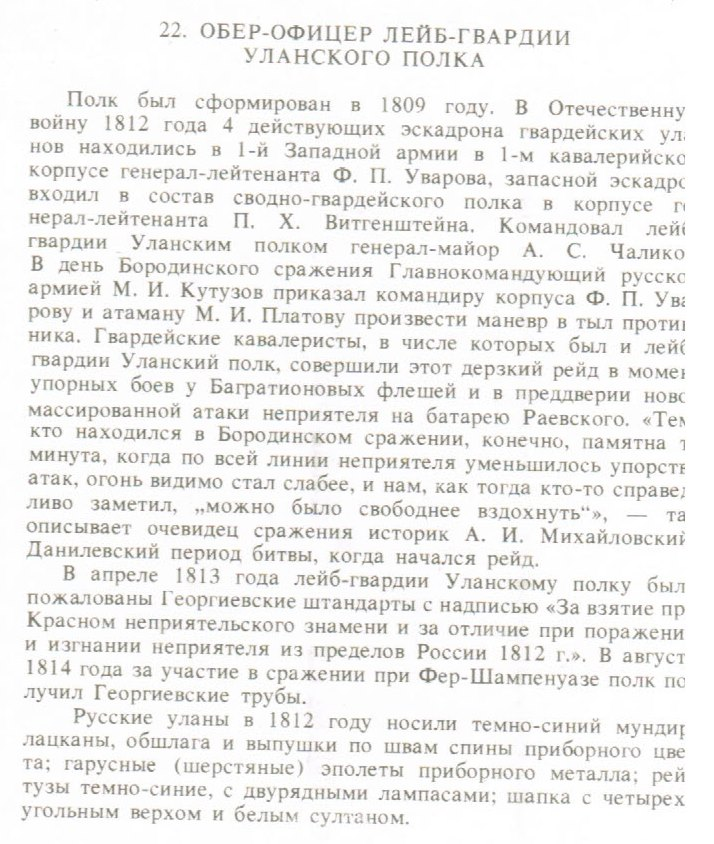 22. ОБЕР-ОФИЦЕР ЛЕЙБ-ГВАРДИИ
УЛАНСКОГО ПОЛКА
Полк был сформирован в 1809 году. В Отечественну
войну 1812 года 4 действующих эскадрона гвардейских ула
нов находились в 1-й Западной армии в 1-м кавалерийско
корпусе генерал-лейтенанта Ф. П. Уварова, запасной эскадро
входил в состав сводно-гвардейского полка в корпусе ге
нерал-лейтенанта П. Х. Витгенштейна. Командовал лей
гвардии Уланским полком генерал-майор А. С. Чалико
В день Бородинского сражения Главнокомандующий русско
армией М. И. Кутузов приказал командиру корпуса Ф. П. Ува
рову и атаману М. И. Платову произвести маневр в тыл проти
ника. Гвардейские кавалеристы, в числе которых был и лейб
гвардии Уланский полк, совершили этот дерзкий рейд в момен
упорных боев у Багратионовых флешей и в преддверии ново
массированной атаки неприятеля на батарею Раевского. «Тем
кто находился в Бородинском сражении, конечно, памятна т
минута, когда по всей линии неприятеля уменьшилось упорств
атак, огонь видимо стал слабее, и нам, как тогда кто-то справед
ливо заметил, „можно было свободнее вздохнуть“», — та
описывает очевидец сражения историк А. И. Михайловский
Данилевский период битвы, когда начался рейд.
В апреле 1813 года лейб-гвардии Уланскому полку был
пожалованы Георгиевские штандарты с надписью «За взятие пр
Красном неприятельского знамени и за отличие при поражени
и изгнании неприятеля из пределов России 1812 г.». В август
1814 года за участие в сражении при Фер-Шампенуазе полк по
лучил Георгиевские трубы.
Русские уланы в 1812 году носили темно-синий мундир
лацканы, обшлага и выпушки по швам спины приборного цве
та; гарусные (шерстяные) эполеты приборного металла; рей
тузы темно-синие, с двурядными лампасами; шапка с четырех
угольным верхом и белым султаном.